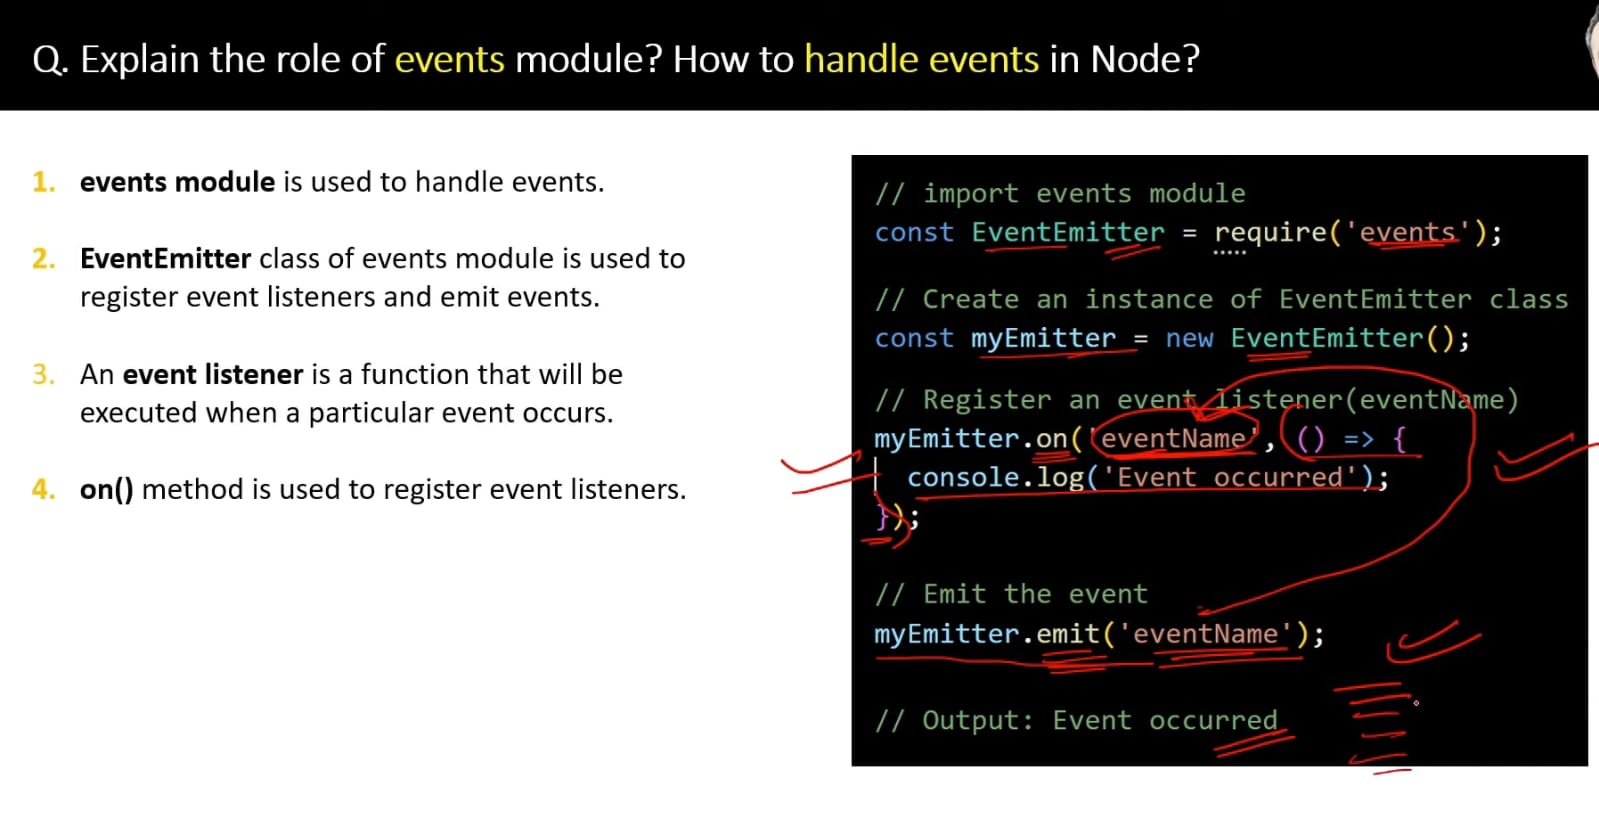 Q. Explain the role of events module? How to handle events in Node?
1. events module is used to handle events.
2. EventEmitter class of events module is used to
register event listeners and emit events.
3. An event listener is a function that will be
executed when a particular event occurs.
4. on() method is used to register event listeners.
// import events module
const EventEmitter = require('events');
// Create an instance of EventEmitter class
const myEmitter = new EventEmitter();
// Register an event listener(eventName)
myEmitter.on('eventName', () => {
console.log('Event occurred');
});
// Emit the event
myEmitter.emit('eventName');
// Output: Event occurred